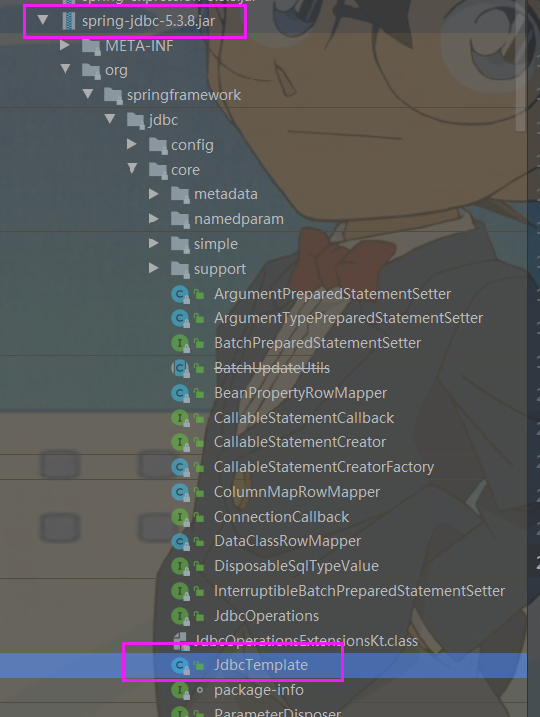 spring-jdbc-5.3.8.jar
META-INF
org
springframework
jdbc
config
core
metadata
namedparam
simple
support
ArgumentPreparedStatementSetter
ArgumentTypePreparedStatementSetter
BatchPreparedStatementSetter
BatchUpdateUtils
BeanPropertyRowMapper
CallableStatementCallback
CallableStatementCreator
CallableStatementCreatorFactory
ColumnMapRowMapper
ConnectionCallback
DataClassRowMapper
DisposableSqlTypeValue
InterruptibleBatchPreparedStatementSetter
JdbcOperations
JdbcOperationsExtensionsKt.class
JdbcTemplate
package-info
ParameterDisposer